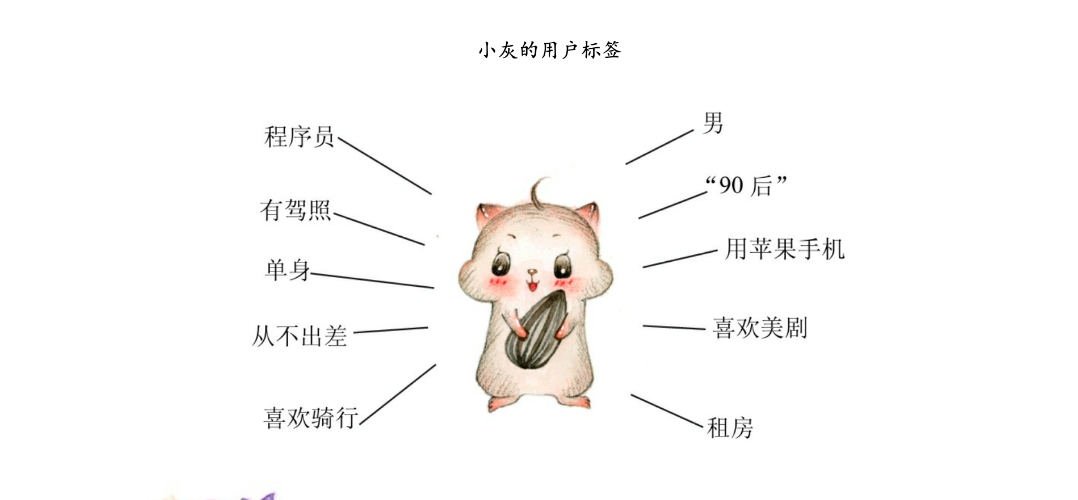 小灰的用户标签
程序员
有驾照
单身
从不出差
喜欢骑行
男
“90 后”
用苹果手机
喜欢美剧
租房